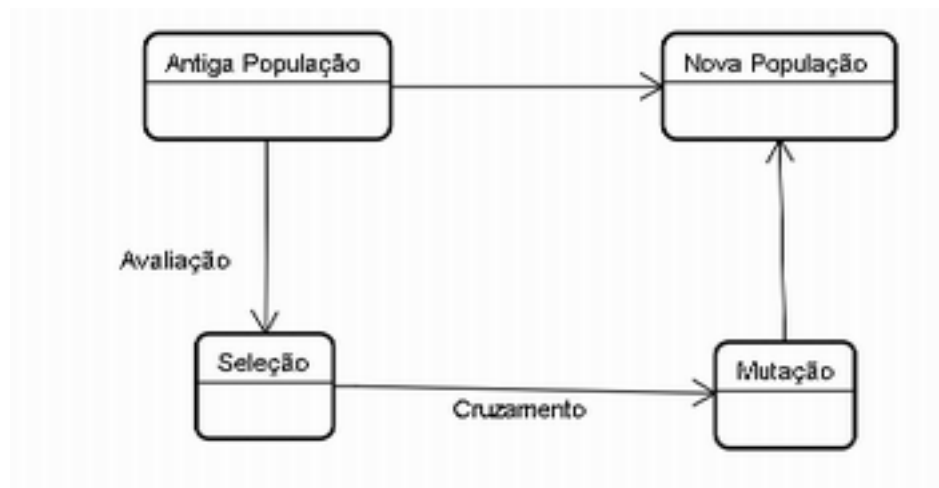 Antiga População
Nova População
Avaliação
Seleção
Mutação
Cruzamento